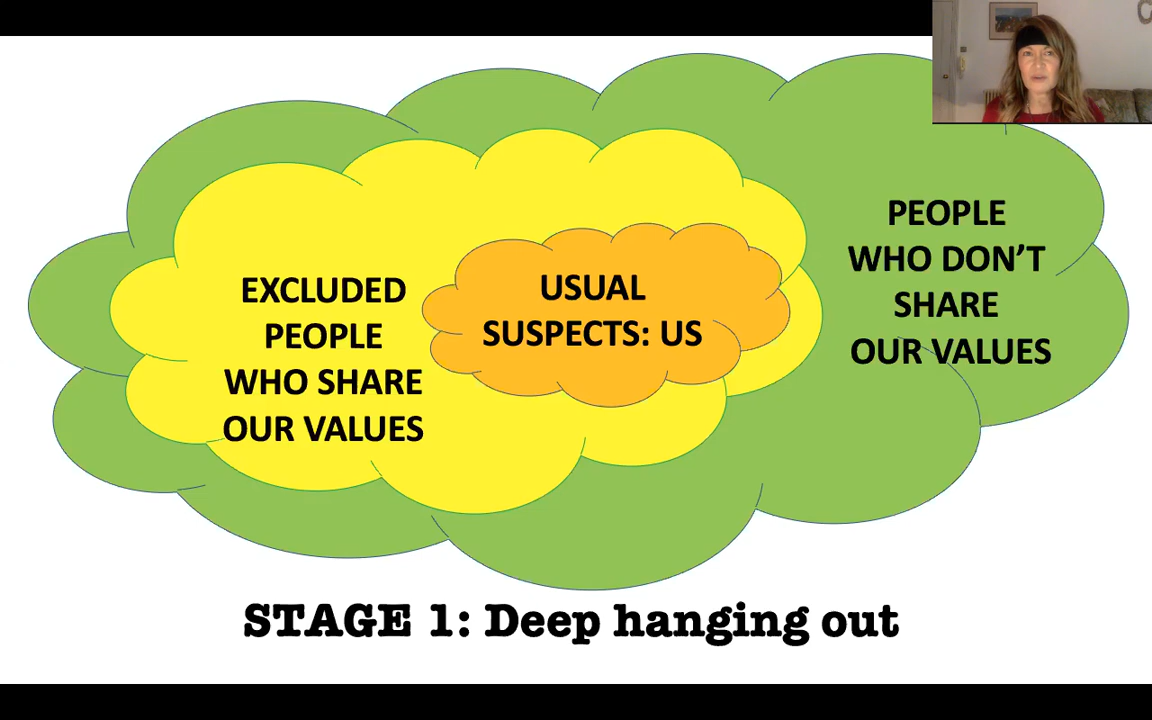 EXCLUDED
PEOPLE
WHO SHARE
OUR VALUES
USUAL
SUSPECTS: US
PEOPLE
WHO DON’T
SHARE
OUR VALUES
STAGE 1: Deep hanging out